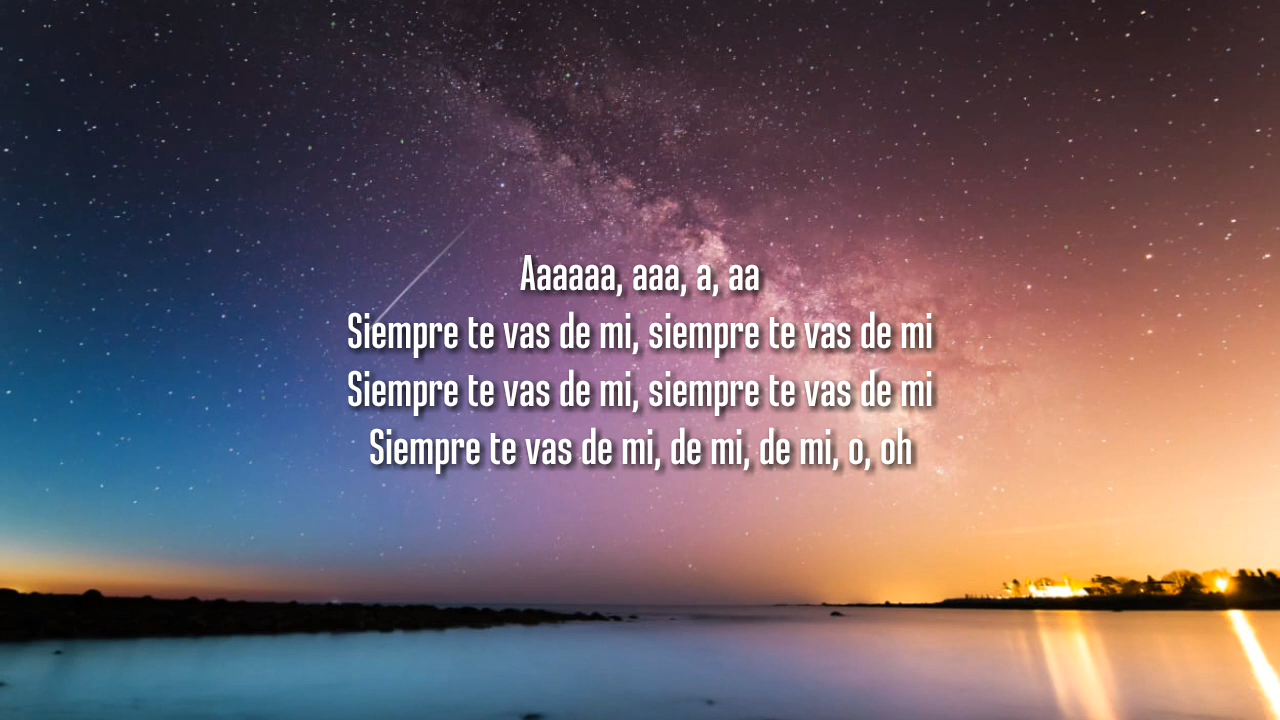 Aaaaaa, aaa, a, aa
Siempre te vas de mi, siempre te vas de mi
Siempre te vas de mi, siempre te vas de mi
Siempre te vas de mi, de mi, de mi, o, oh